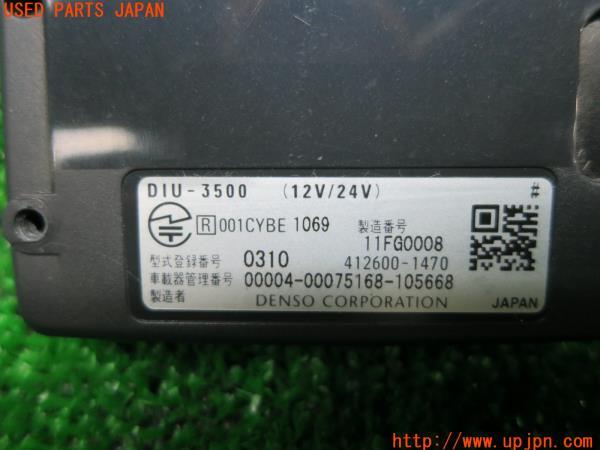 USED PARTS JAPAN
DIU-3500 (12V/24V) #
R 001CYBE 1069 製造番号 11FG0008
型式登録番号 0310 412600-1470
車載器管理番号 00004-00075168-105668
製造者 DENSO CORPORATION JAPAN
http://www.upjpn.com